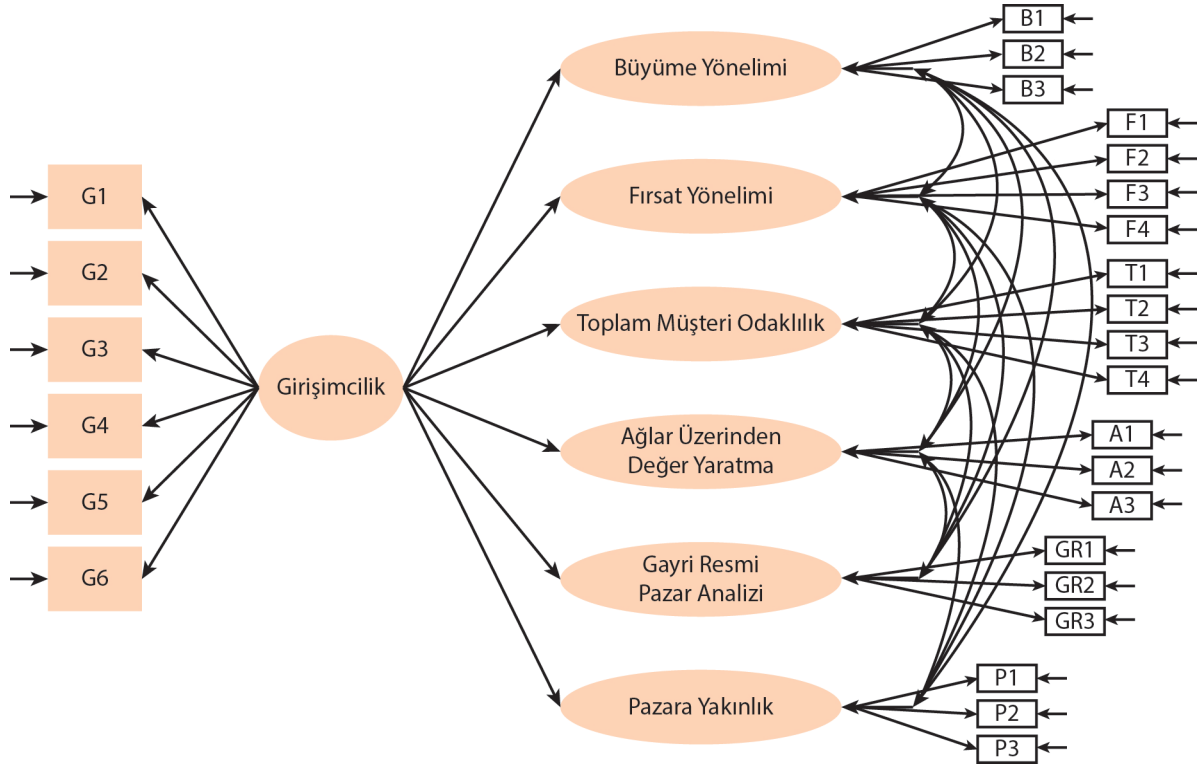 G1
G2
G3
G4
G5
G6
Girişimcilik
Büyüme Yönelimi
Fırsat Yönelimi
Toplam Müşteri Odaklılık
Ağlar Üzerinden
Değer Yaratma
Gayri Resmi
Pazar Analizi
Pazara Yakınlık
B1
B2
B3
F1
F2
F3
F4
T1
T2
T3
T4
A1
A2
A3
GR1
GR2
GR3
P1
P2
P3